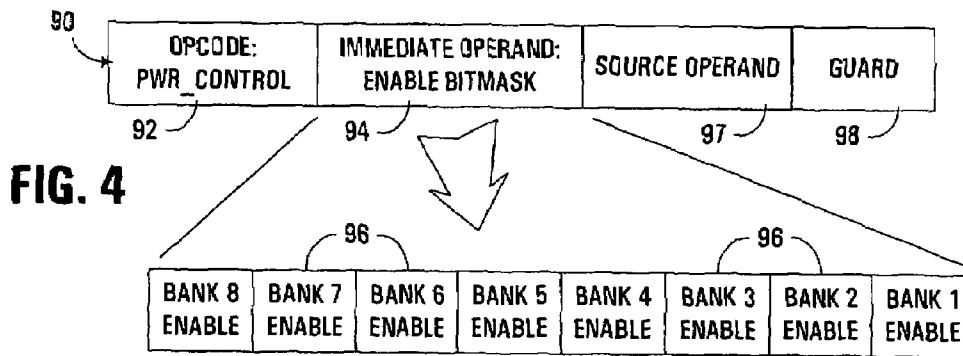 90
OPCODE: PWR_CONTROL
IMMEDIATE OPERAND: ENABLE BITMASK
SOURCE OPERAND
GUARD
92
94
97
98
FIG. 4
96
96
BANK 8 ENABLE
BANK 7 ENABLE
BANK 6 ENABLE
BANK 5 ENABLE
BANK 4 ENABLE
BANK 3 ENABLE
BANK 2 ENABLE
BANK 1 ENABLE